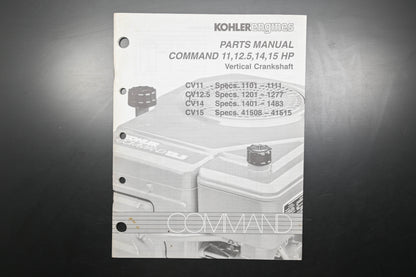 KOHLERengines
PARTS MANUAL
COMMAND 11,12.5,14,15 HP
Vertical Crankshaft
CV11 - Specs. 1101 – 1111
CV12.5 Specs. 1201 – 1277
CV14 Specs. 1401 – 1483
CV15 Specs. 41508 – 41515
KOHLER
COMMAND